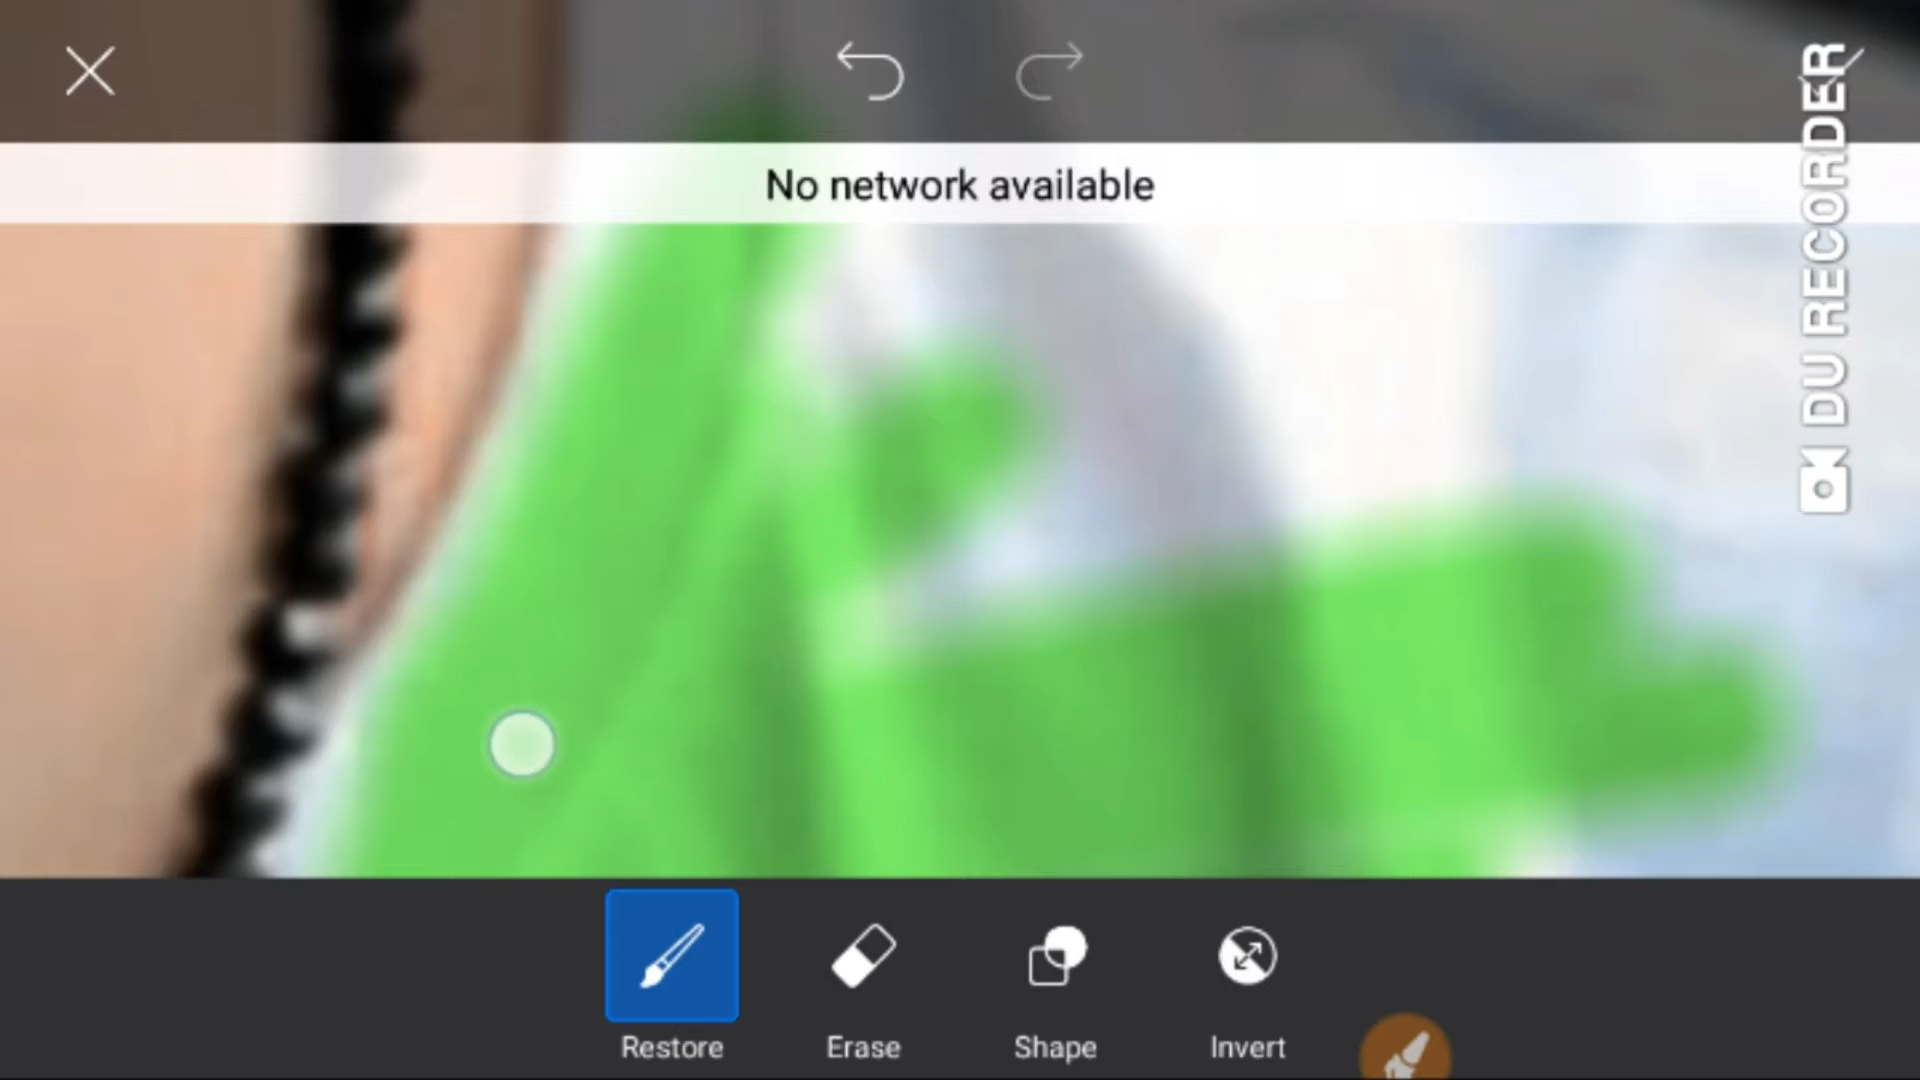 No network available
DU RECORDER
Restore
Erase
Shape
Invert